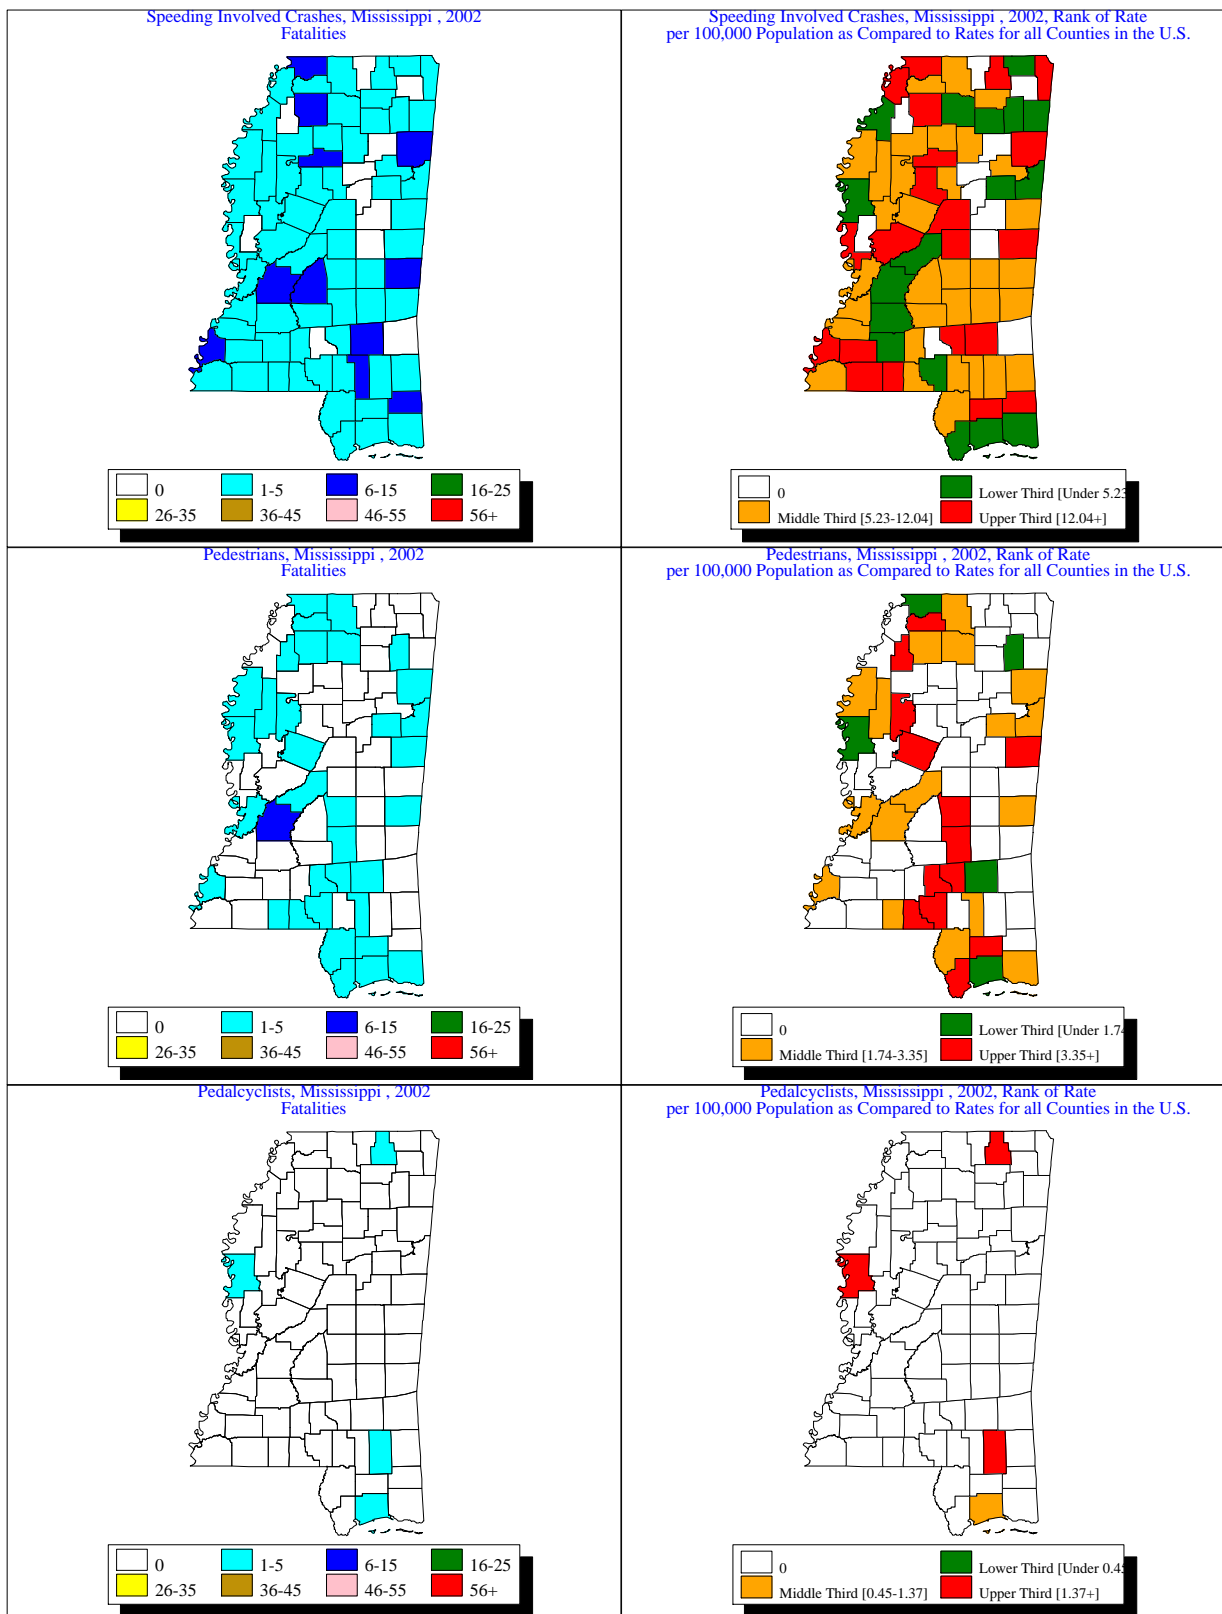 Speeding Involved Crashes, Mississippi , 2002
Fatalities
0
1-5
6-15
16-25
26-35
36-45
46-55
56+
Speeding Involved Crashes, Mississippi , 2002, Rank of Rate
per 100,000 Population as Compared to Rates for all Counties in the U.S.
0
Lower Third [Under 5.23
Middle Third [5.23-12.04]
Upper Third [12.04+]
Pedestrians, Mississippi , 2002
Fatalities
0
1-5
6-15
16-25
26-35
36-45
46-55
56+
Pedestrians, Mississippi , 2002, Rank of Rate
per 100,000 Population as Compared to Rates for all Counties in the U.S.
0
Lower Third [Under 1.74
Middle Third [1.74-3.35]
Upper Third [3.35+]
Pedalcyclists, Mississippi , 2002
Fatalities
0
1-5
6-15
16-25
26-35
36-45
46-55
56+
Pedalcyclists, Mississippi , 2002, Rank of Rate
per 100,000 Population as Compared to Rates for all Counties in the U.S.
0
Lower Third [Under 0.45
Middle Third [0.45-1.37]
Upper Third [1.37+]